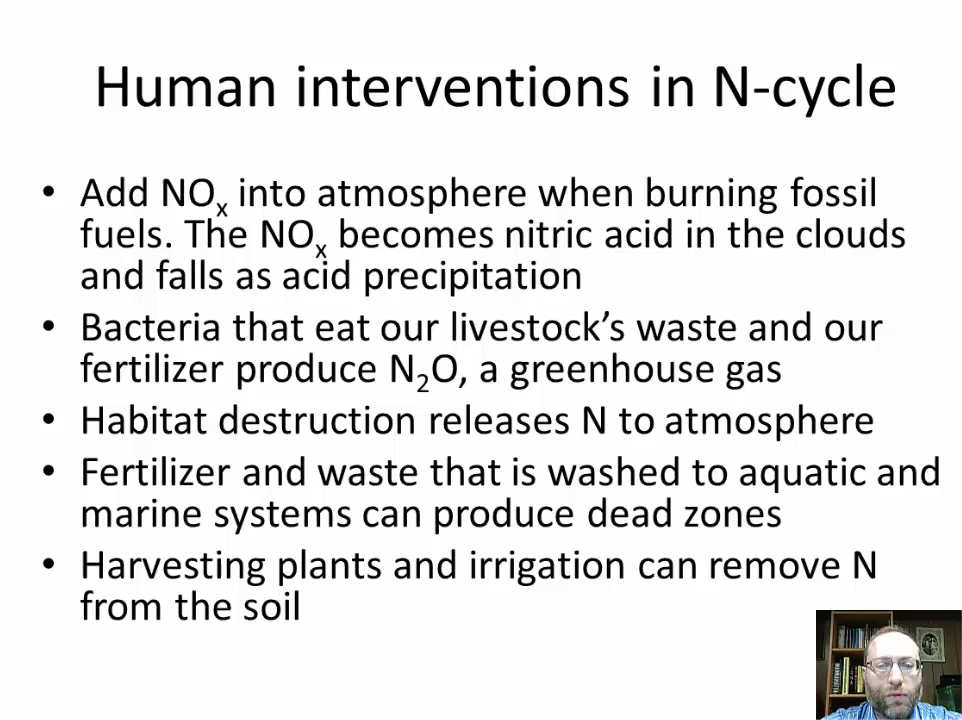 Human interventions in N-cycle
• Add NOx into atmosphere when burning fossil
fuels. The NOx becomes nitric acid in the clouds
and falls as acid precipitation
• Bacteria that eat our livestock’s waste and our
fertilizer produce N2O, a greenhouse gas
• Habitat destruction releases N to atmosphere
• Fertilizer and waste that is washed to aquatic and
marine systems can produce dead zones
• Harvesting plants and irrigation can remove N
from the soil